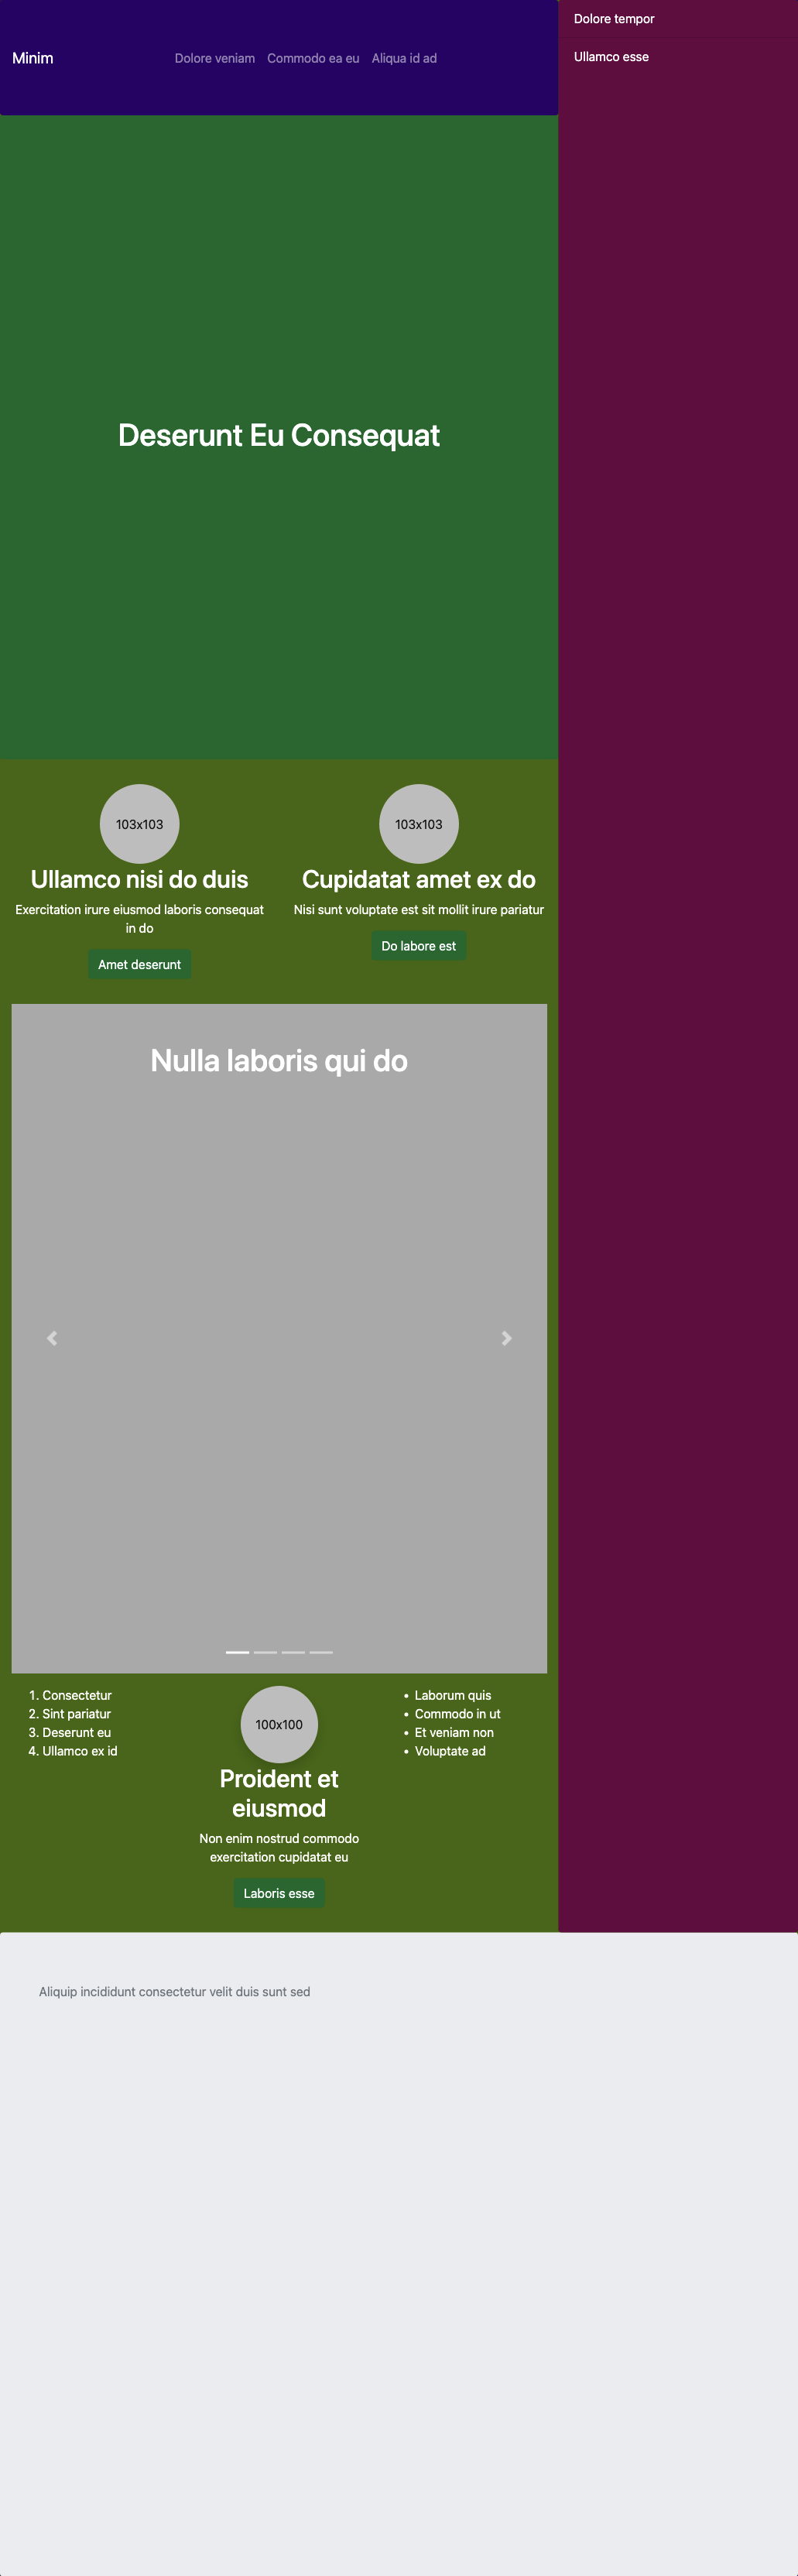 Minim
Dolore veniam Commodo ea eu Aliqua id ad
Dolore tempor
Ullamco esse
Deserunt Eu Consequat
103x103
Ullamco nisi do duis
Exercitation irure eiusmod laboris consequat
in do
Amet deserunt
103x103
Cupidatat amet ex do
Nisi sunt voluptate est sit mollit irure pariatur
Do labore est
Nulla laboris qui do
1. Consectetur
2. Sint pariatur
3. Deserunt eu
4. Ullamco ex id
100x100
Proident et
eiusmod
Non enim nostrud commodo
exercitation cupidatat eu
Laboris esse
• Laborum quis
• Commodo in ut
• Et veniam non
• Voluptate ad
Aliquip incididunt consectetur velit duis sunt sed